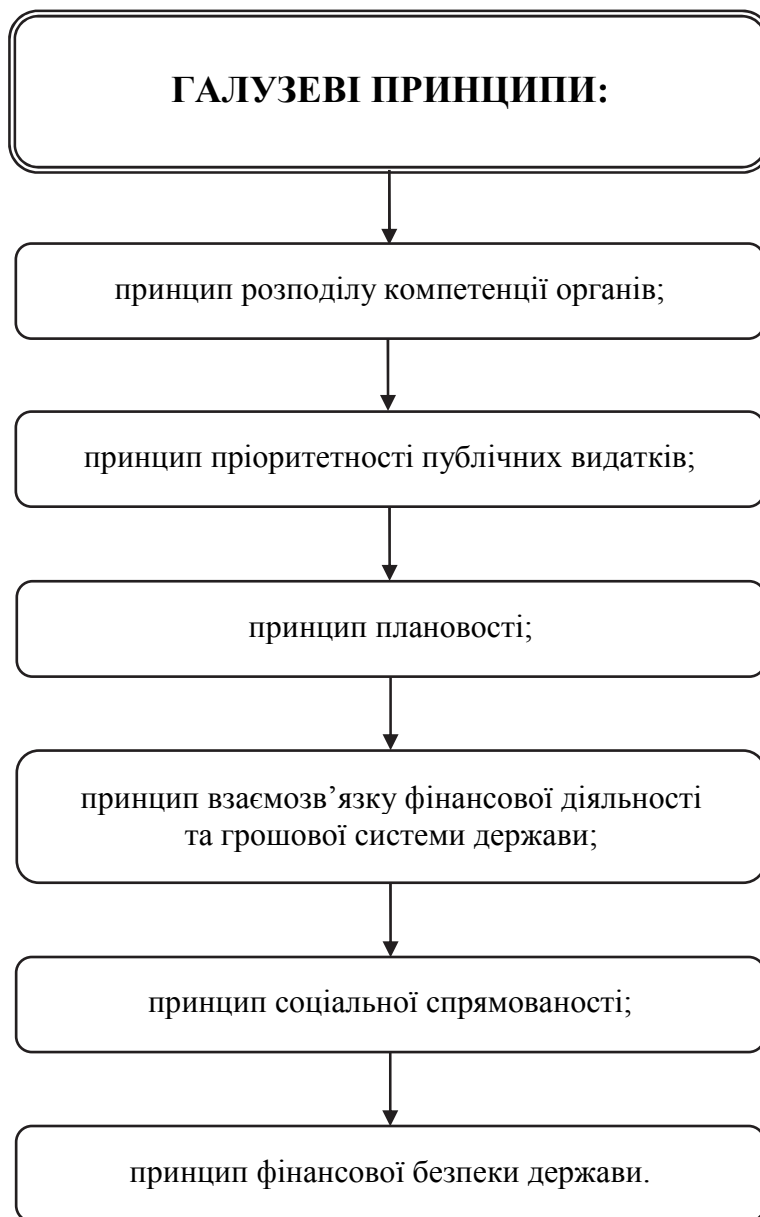 ГАЛУЗЕВІ ПРИНЦИПИ:
принцип розподілу компетенції органів;
принцип пріоритетності публічних видатків;
принцип плановості;
принцип взаємозв’язку фінансової діяльності
та грошової системи держави;
принцип соціальної спрямованості;
принцип фінансової безпеки держави.